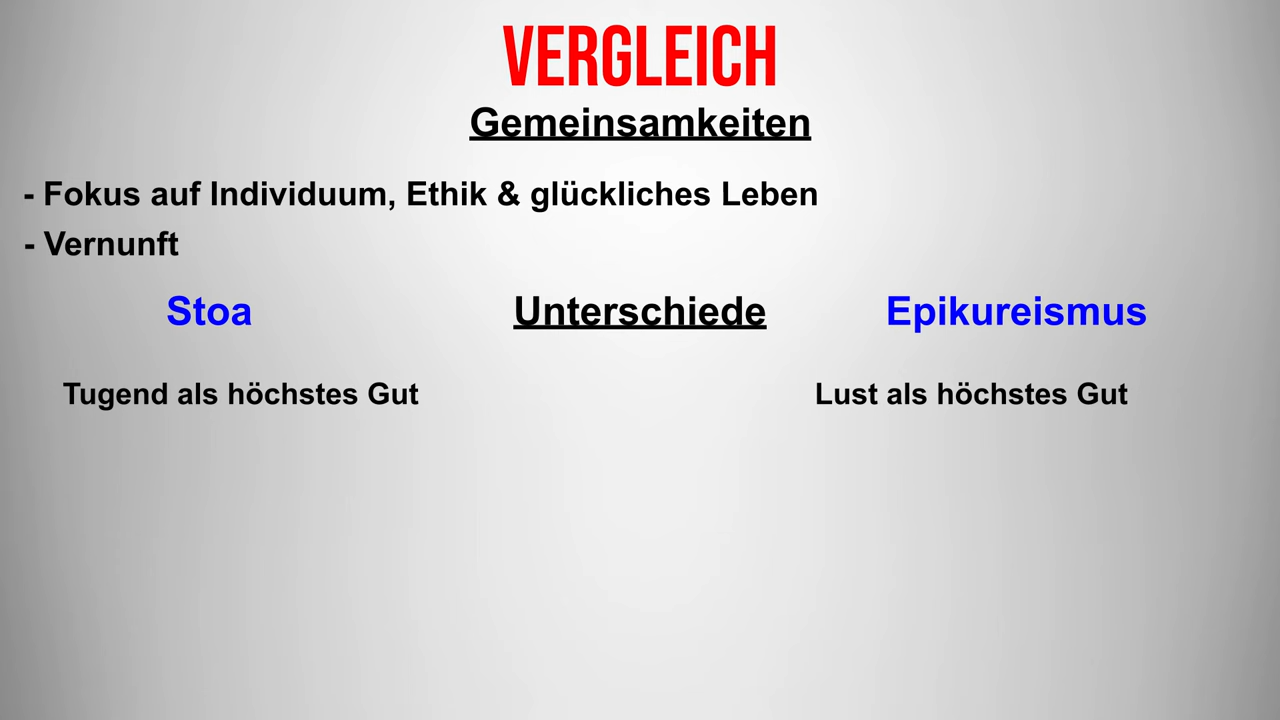 VERGLEICH
Gemeinsamkeiten
- Fokus auf Individuum, Ethik & glückliches Leben
- Vernunft
Stoa Unterschiede Epikureismus
Tugend als höchstes Gut Lust als höchstes Gut